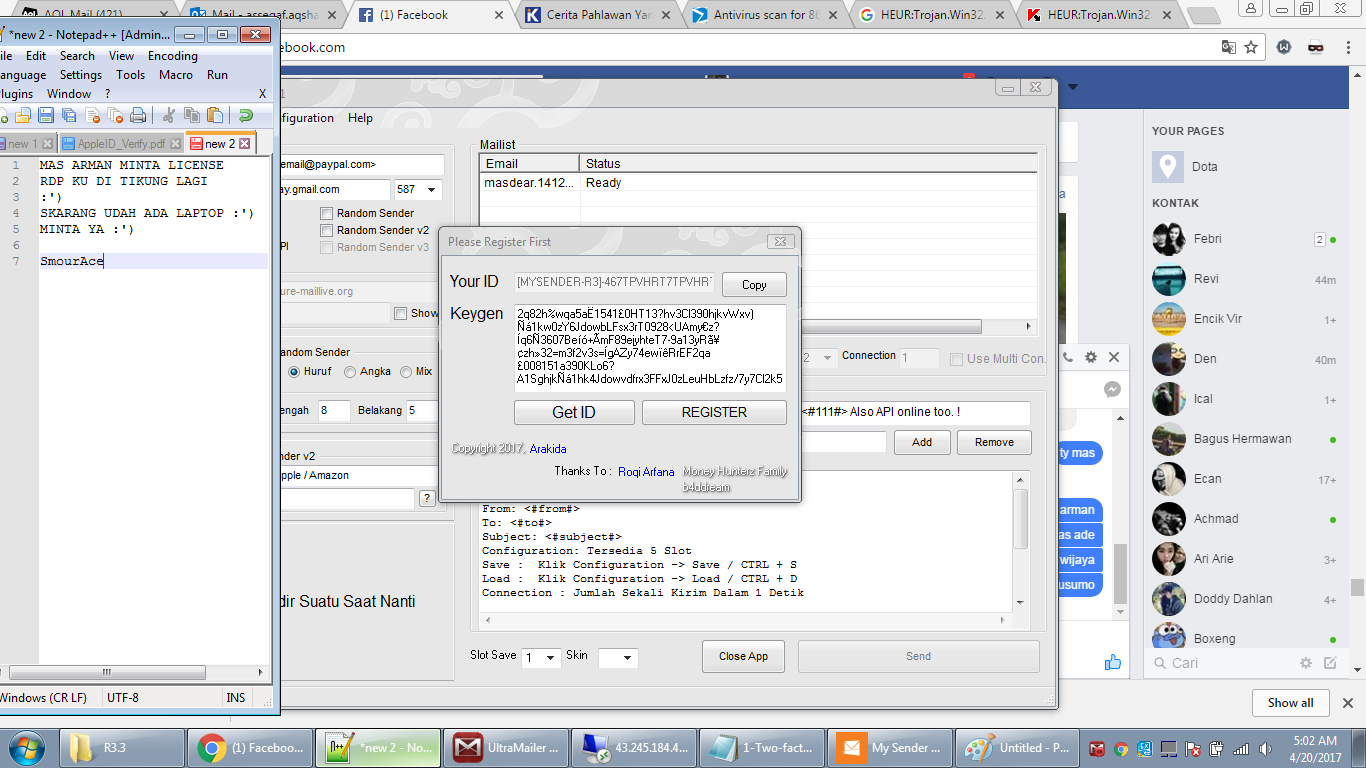 AOL Mail (421)
Mail - assegaf.aqsha
(1) Facebook
Cerita Pahlawan Yan
Antivirus scan for 86
HEUR:Trojan.Win32.
HEUR:Trojan.Win32.
*new 2 - Notepad++ [Admin...
ebook.com
File Edit Search View Encoding
Language Settings Tools Macro Run
Plugins Window ? X
new 1 AppleID_Verify.pdf new 2
1 MAS ARMAN MINTA LICENSE
2 RDP KU DI TIKUNG LAGI
3 :')
4 SKARANG UDAH ADA LAPTOP :')
5 MINTA YA :')
6
7 SmourAce
Windows (CR LF) UTF-8 INS
figuration Help
email@paypal.com>
ay.gmail.com 587
Random Sender
Random Sender v2
PI Random Sender v3
ure-maillive.org
Show
andom Sender
Huruf Angka Mix
engah 8 Belakang 5
nder v2
pple / Amazon
?
dir Suatu Saat Nanti
Mailist
Email Status
masdear.1412... Ready
Please Register First
Your ID [MYSENDER-R3]-467TPVHRT7TPVHRT
Copy
Keygen
2q82h%wqa5aË1541£0HT13?hv3Cl390hjkvWxv)
Ñá1kw0zY6JdowbLFsx3rT0928<UAmy€z?
Íq6Ñ3607Beíó+ÃmF89ejyhteT7-9a13yRã¥
¢zh»32=m3f2v3s=ÍgAZy74ewïêRrEF2qa
£008151a390KLo6?
A1SghjkÑá1hk4Jdowvdfrx3FFxJ0zLeuHbLzfz/7y7Cl2k5
Get ID REGISTER
Copyright 2017, Arakida
Thanks To : Roqi Arfana Money Hunterz Family
b4ddream
2 Connection 1 Use Multi Con.
<#111#> Also API online too. !
Add Remove
From: <#from#>
To: <#to#>
Subject: <#subject#>
Configuration: Tersedia 5 Slot
Save : Klik Configuration -> Save / CTRL + S
Load : Klik Configuration -> Load / CTRL + D
Connection : Jumlah Sekali Kirim Dalam 1 Detik
Slot Save 1 Skin
Close App Send
ty mas
arman
as ade
wijaya
usumo
YOUR PAGES
Dota
KONTAK
Febri 2
Revi 44m
Encik Vir 1+
Den 40m
Ical 1+
Bagus Hermawan
Ecan 17+
Achmad
Ari Arie 3+
Doddy Dahlan 4+
Boxeng
Cari
Show all
R3.3
(1) Faceboo...
*new 2 - No...
UltraMailer ...
43.245.184.4...
1-Two-fact...
My Sender ...
Untitled - P...
5:02 AM
4/20/2017